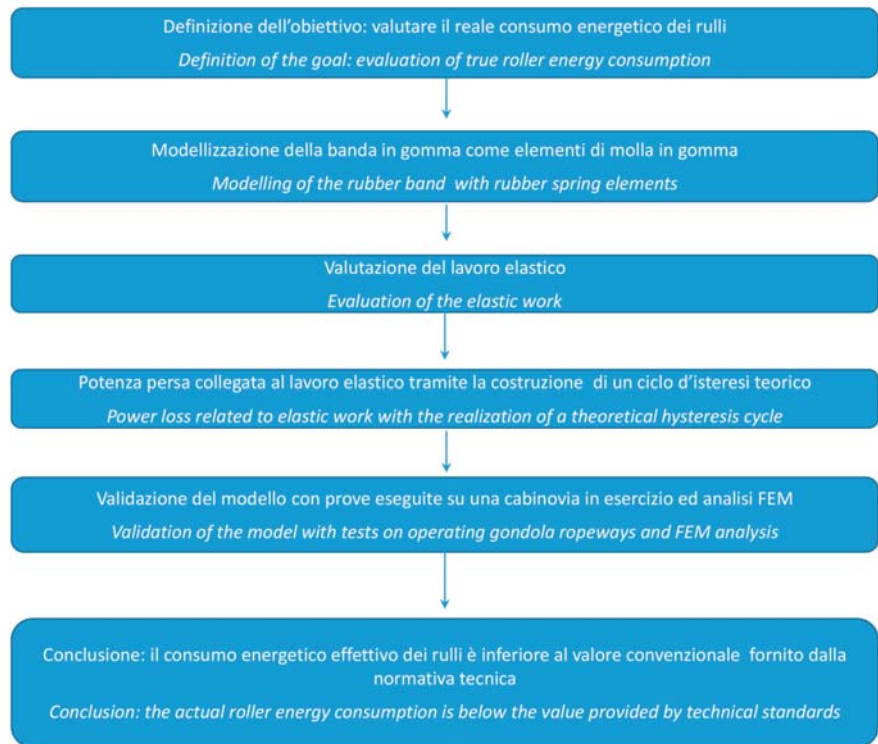 Definizione dell'obiettivo: valutare il reale consumo energetico dei rulli
Definition of the goal: evaluation of true roller energy consumption
Modellizzazione della banda in gomma come elementi di molla in gomma
Modelling of the rubber band with rubber spring elements
Valutazione del lavoro elastico
Evaluation of the elastic work
Potenza persa collegata al lavoro elastico tramite la costruzione di un ciclo d'isteresi teorico
Power loss related to elastic work with the realization of a theoretical hysteresis cycle
Validazione del modello con prove eseguite su una cabinovia in esercizio ed analisi FEM
Validation of the model with tests on operating gondola ropeways and FEM analysis
Conclusione: il consumo energetico effettivo dei rulli è inferiore al valore convenzionale fornito dalla
normativa tecnica
Conclusion: the actual roller energy consumption is below the value provided by technical standards